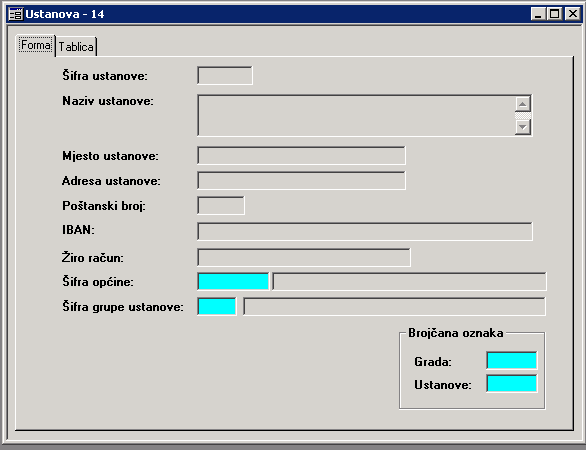 Ustanova - 14
Forma Tablica
Šifra ustanove:
Naziv ustanove:
Mjesto ustanove:
Adresa ustanove:
Poštanski broj:
IBAN:
Žiro račun:
Šifra općine:
Šifra grupe ustanove:
Brojčana oznaka
Grada:
Ustanove: